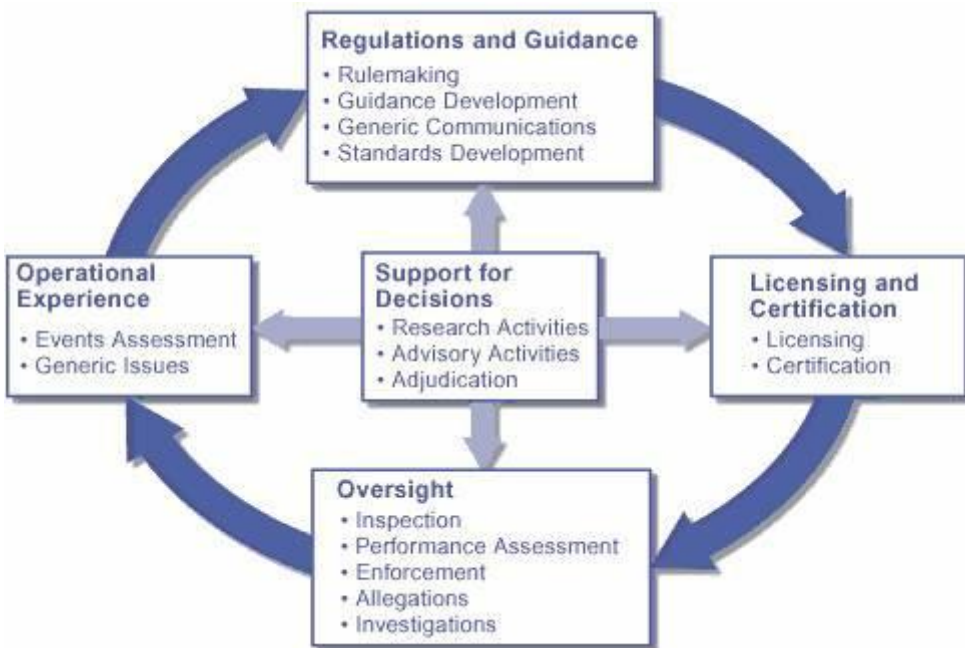 Regulations and Guidance
• Rulemaking
• Guidance Development
• Generic Communications
• Standards Development
Operational
Experience
• Events Assessment
• Generic Issues
Support for
Decisions
• Research Activities
• Advisory Activities
• Adjudication
Licensing and
Certification
• Licensing
• Certification
Oversight
• Inspection
• Performance Assessment
• Enforcement
• Allegations
• Investigations